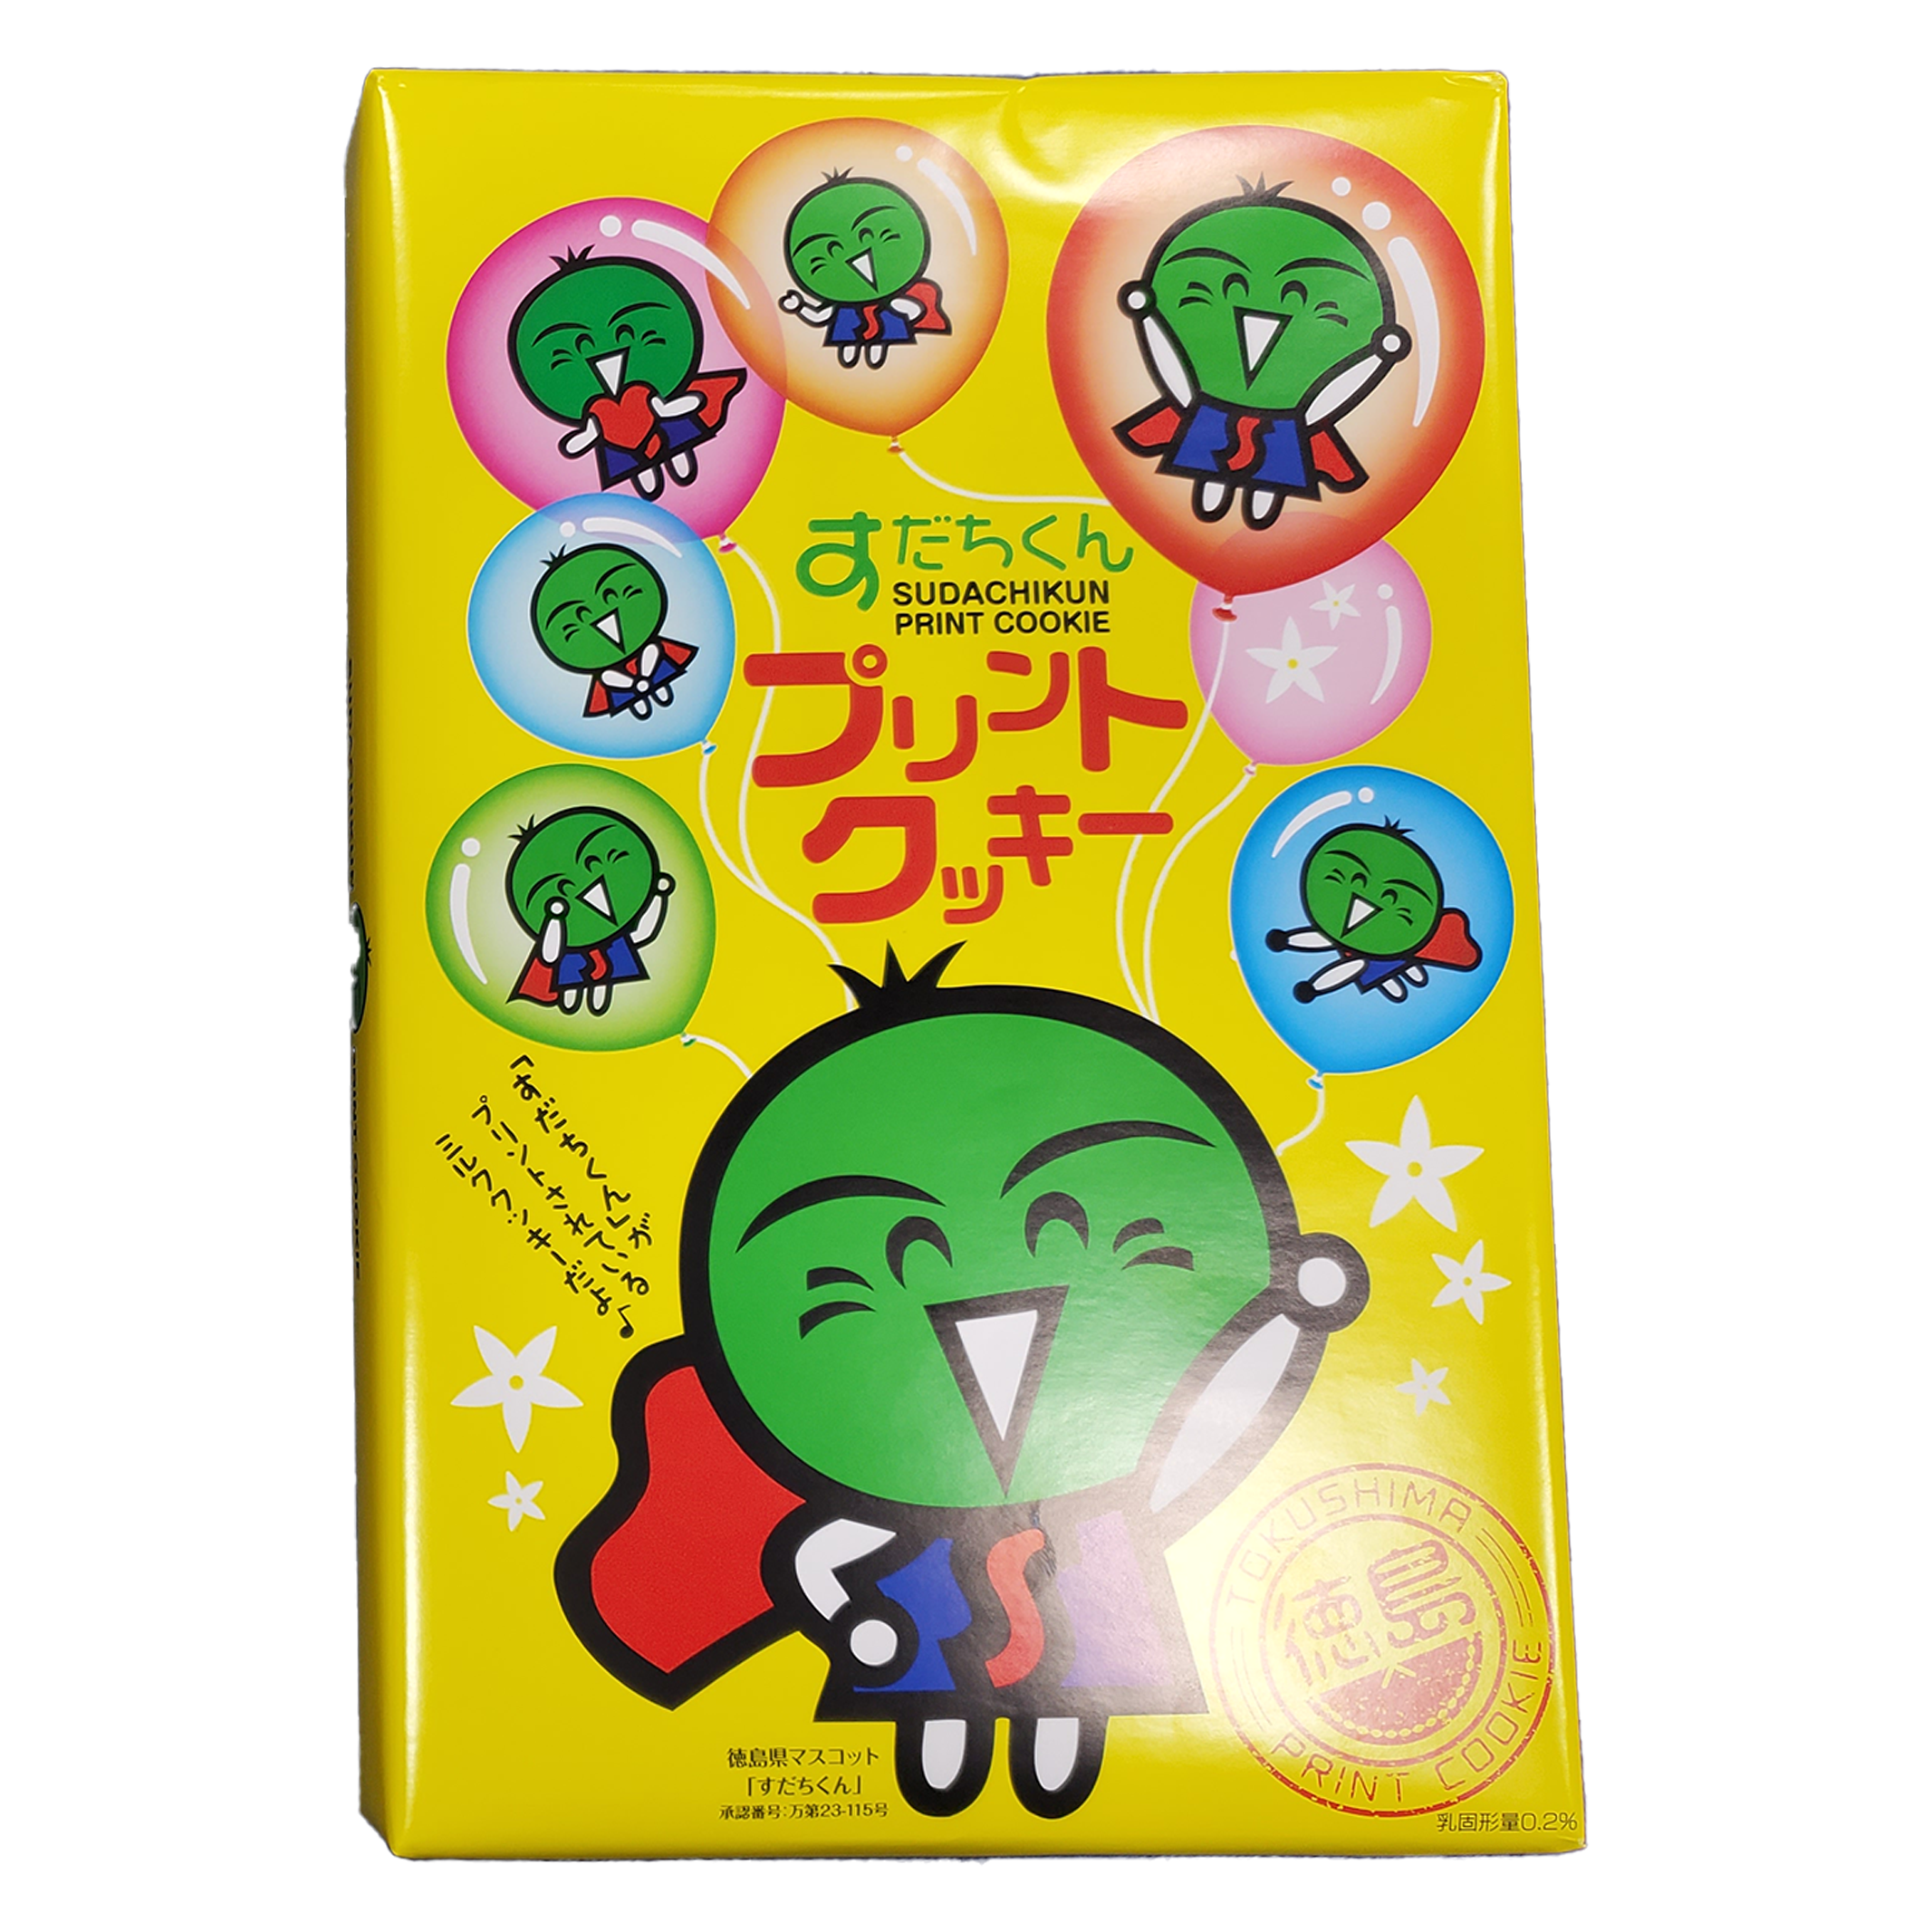 すだちくん
SUDACHIKUN
PRINT COOKIE
プリント
クッキー
「すだちくん」が
プリントされている
ミルククッキーだよ♪
TOKUSHIMA
徳島
PRINT COOKIE
徳島県マスコット
「すだちくん」
承認番号:万第23-115号
乳固形量0.2%